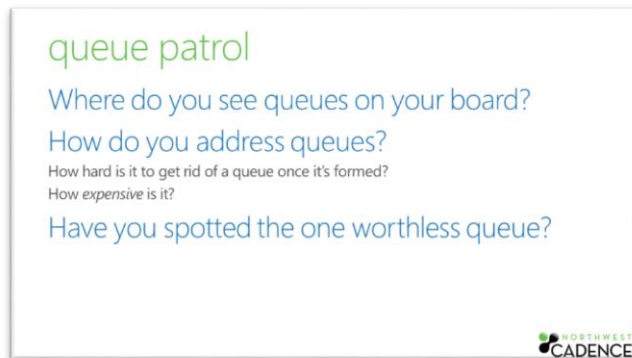 queue patrol
Where do you see queues on your board?
How do you address queues?
How hard is it to get rid of a queue once it's formed?
How expensive is it?
Have you spotted the one worthless queue?
NORTHWEST
CADENCE